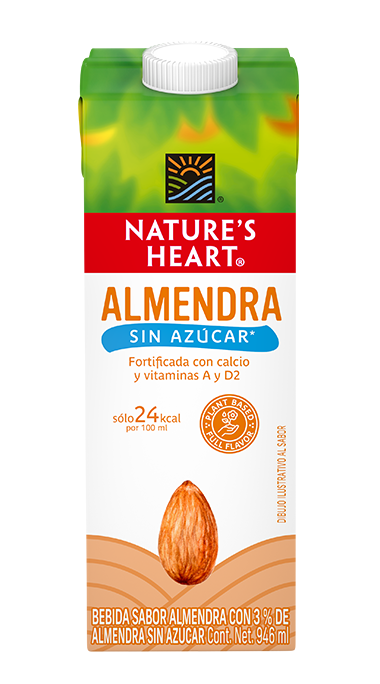 NATURE'S
HEART®
®
ALMENDRA
SIN AZÚCAR*
Fortificada con calcio
y vitaminas A y D2
sólo 24 kcal
por 100 ml
PLANT BASED
FULL FLAVOR
DIBUJO ILUSTRATIVO AL SABOR
BEBIDA SABOR ALMENDRA CON 3 % DE
ALMENDRA SIN AZUCAR Cont. Net. 946 ml